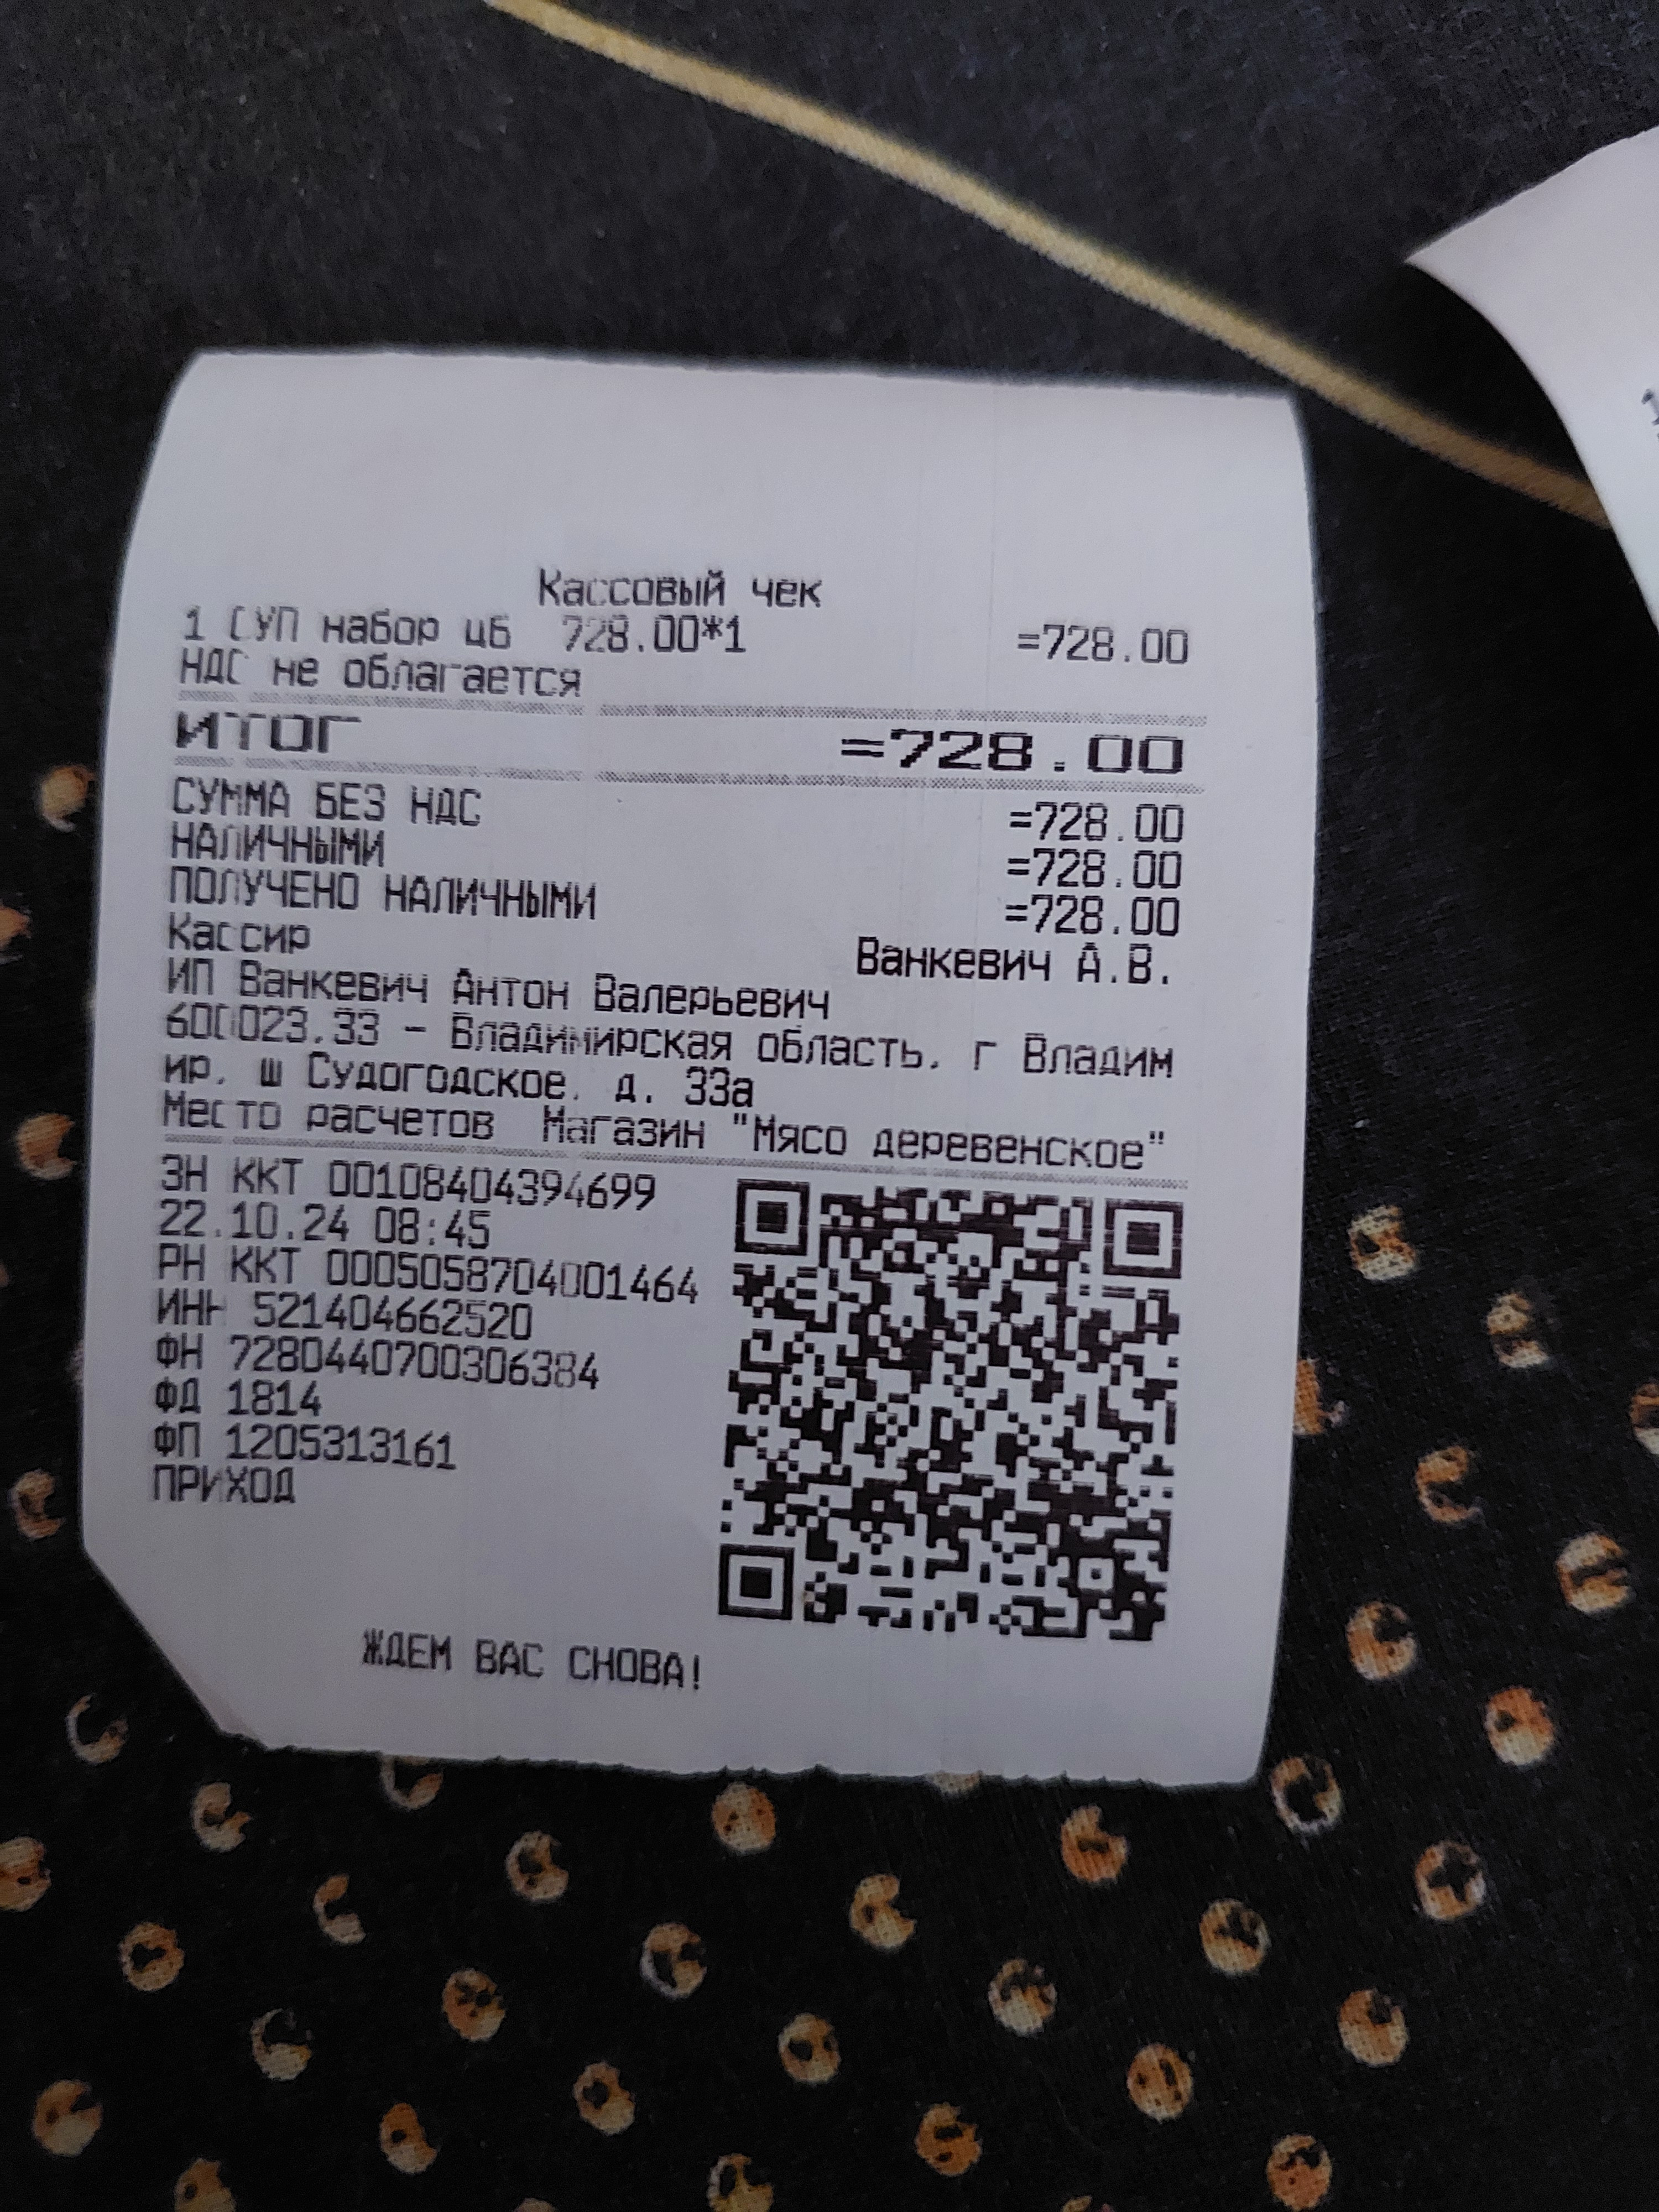 Кассовый чек
1 СУП набор цб 728.00*1 =728.00
НДС не облагается
ИТОГ =728.00
СУММА БЕЗ НДС =728.00
НАЛИЧНЫМИ =728.00
ПОЛУЧЕНО НАЛИЧНЫМИ =728.00
Кассир Ванкевич А.В.
ИП Ванкевич Антон Валерьевич
600023,33 - Владимирская область, г Владим
ир, ш Судогодское, д. 33а
Место расчетов Магазин "Мясо деревенское"
ЗН ККТ 00108404394699
22.10.24 08:45
РН ККТ 0005058704001464
ИНН 521404662520
ФН 7280440700306384
ФД 1814
ФП 1205313161
ПРИХОД
ЖДЕМ ВАС СНОВА!